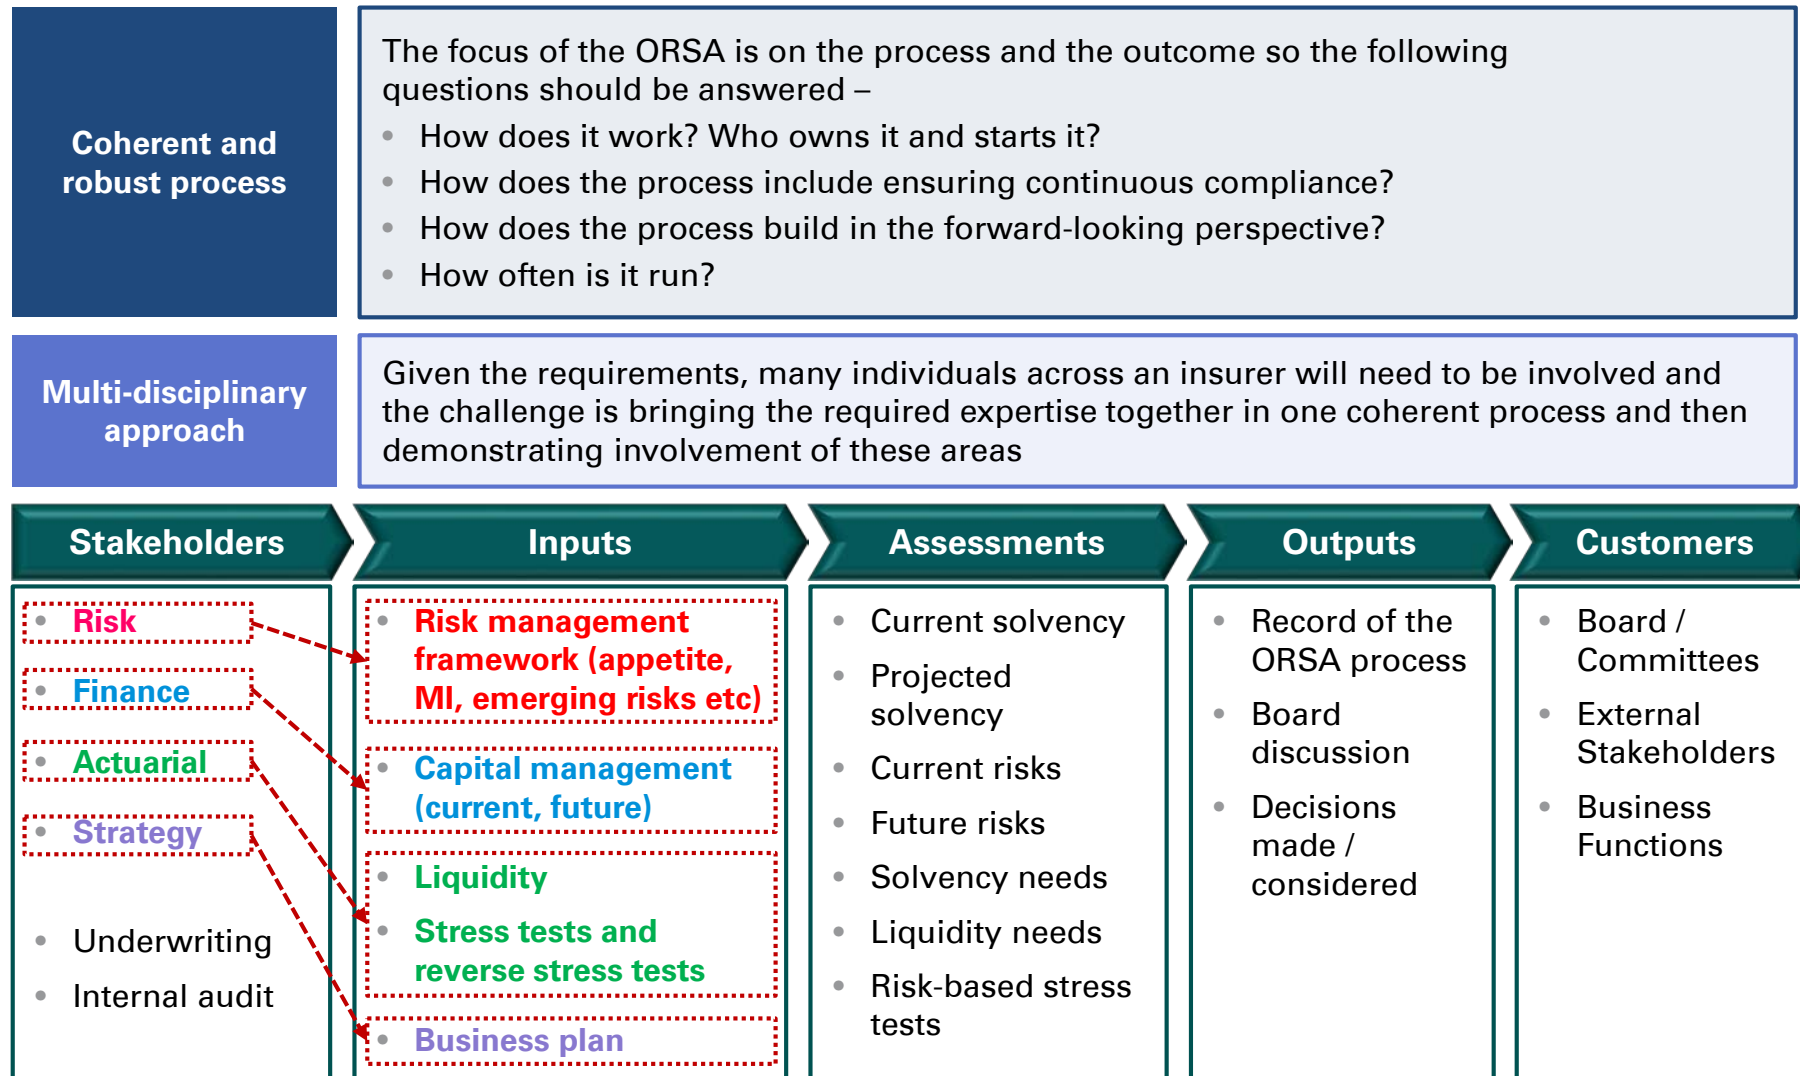 Coherent and
robust process
The focus of the ORSA is on the process and the outcome so the following
questions should be answered –
• How does it work? Who owns it and starts it?
• How does the process include ensuring continuous compliance?
• How does the process build in the forward-looking perspective?
• How often is it run?
Multi-disciplinary
approach
Given the requirements, many individuals across an insurer will need to be involved and
the challenge is bringing the required expertise together in one coherent process and then
demonstrating involvement of these areas
Stakeholders
• Risk
• Finance
• Actuarial
• Strategy
• Underwriting
• Internal audit
Inputs
• Risk management
framework (appetite,
MI, emerging risks etc)
• Capital management
(current, future)
• Liquidity
• Stress tests and
reverse stress tests
• Business plan
Assessments
• Current solvency
• Projected
solvency
• Current risks
• Future risks
• Solvency needs
• Liquidity needs
• Risk-based stress
tests
Outputs
• Record of the
ORSA process
• Board
discussion
• Decisions
made /
considered
Customers
• Board /
Committees
• External
Stakeholders
• Business
Functions